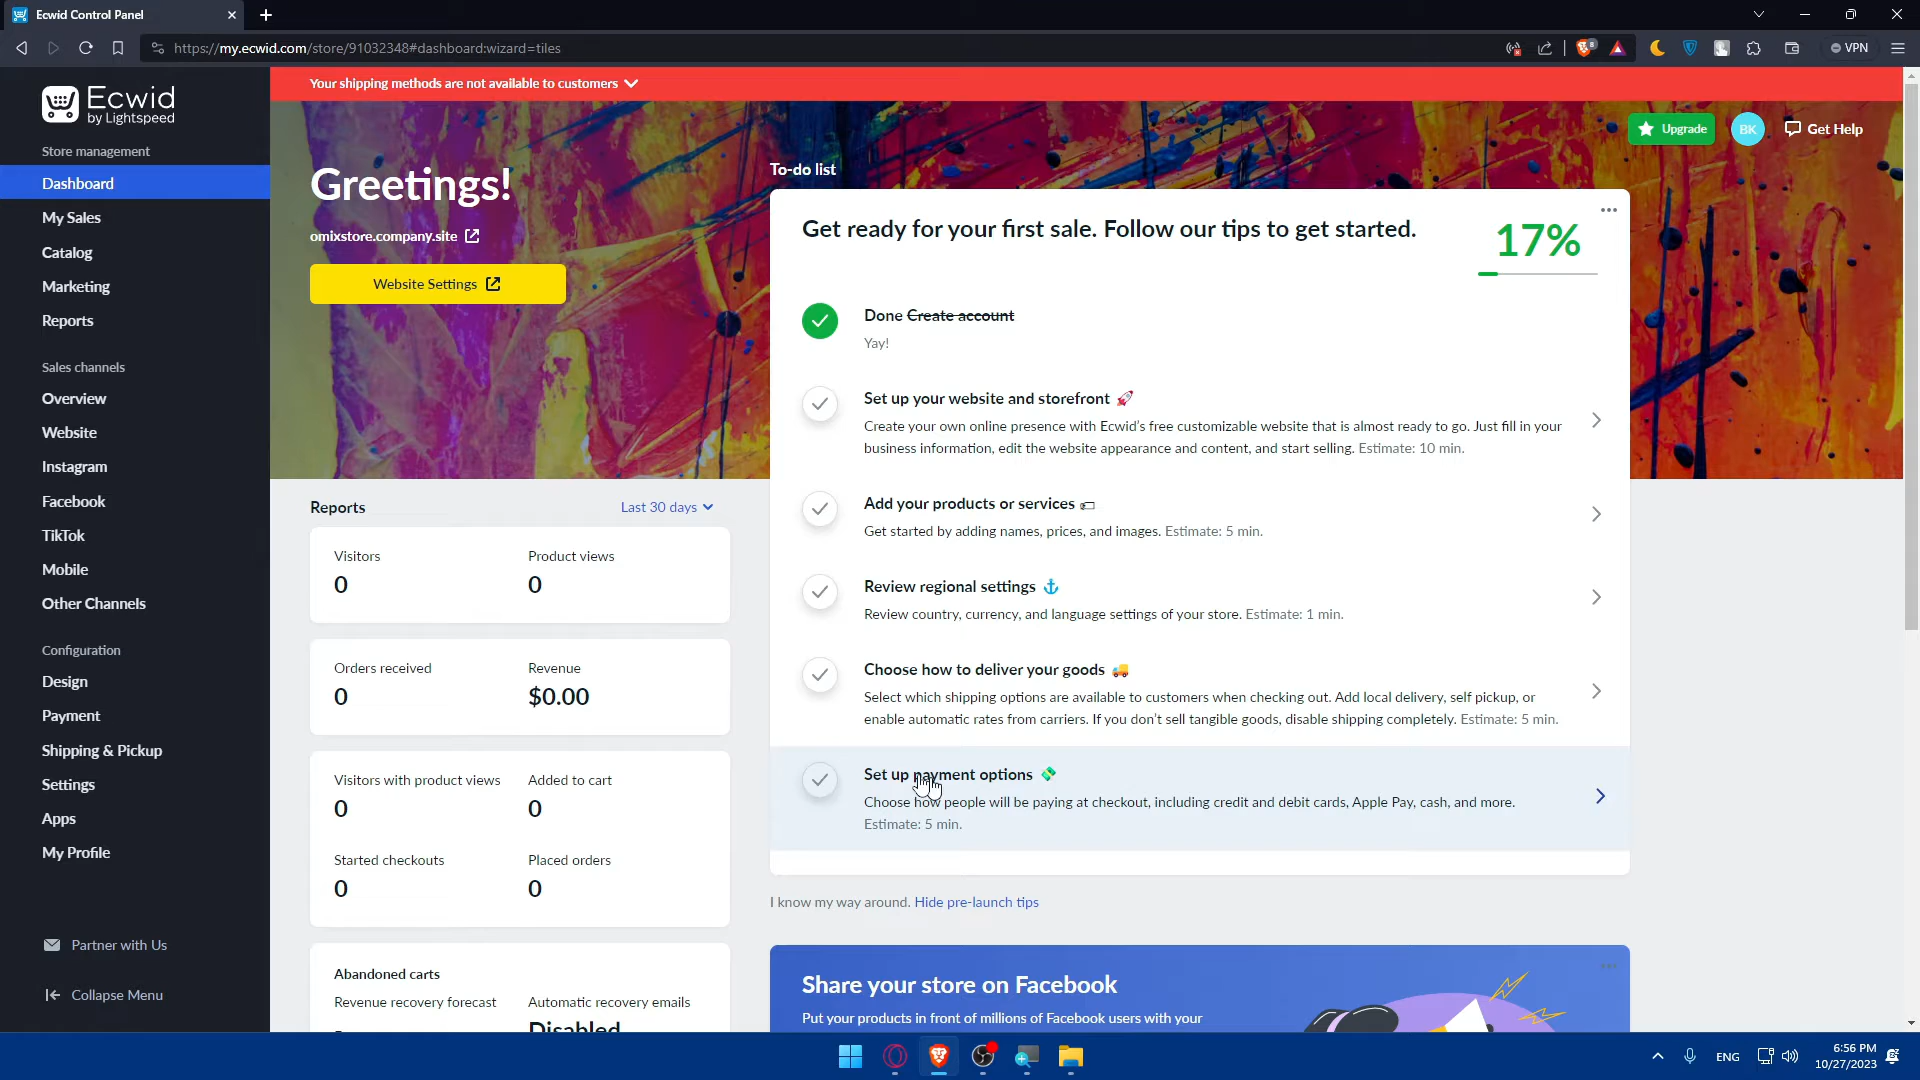 Ecwid Control Panel
https://my.ecwid.com/store/91032348#dashboard:wizard=tiles
VPN
Ecwid
by Lightspeed
Store management
Dashboard
My Sales
Catalog
Marketing
Reports
Sales channels
Overview
Website
Instagram
Facebook
TikTok
Mobile
Other Channels
Configuration
Design
Payment
Shipping & Pickup
Settings
Apps
My Profile
Partner with Us
Collapse Menu
Your shipping methods are not available to customers
Upgrade
BK
Get Help
Greetings!
omixstore.company.site
Website Settings
Reports
Last 30 days
Visitors
Product views
0
0
Orders received
Revenue
0
$0.00
Visitors with product views
Added to cart
0
0
Started checkouts
Placed orders
0
0
Abandoned carts
Revenue recovery forecast
Automatic recovery emails
Disabled
To-do list
Get ready for your first sale. Follow our tips to get started.
17%
Done Create account
Yay!
Set up your website and storefront
Create your own online presence with Ecwid's free customizable website that is almost ready to go. Just fill in your
business information, edit the website appearance and content, and start selling. Estimate: 10 min.
Add your products or services
Get started by adding names, prices, and images. Estimate: 5 min.
Review regional settings
Review country, currency, and language settings of your store. Estimate: 1 min.
Choose how to deliver your goods
Select which shipping options are available to customers when checking out. Add local delivery, self pickup, or
enable automatic rates from carriers. If you don't sell tangible goods, disable shipping completely. Estimate: 5 min.
Set up payment options
Choose how people will be paying at checkout, including credit and debit cards, Apple Pay, cash, and more.
Estimate: 5 min.
I know my way around. Hide pre-launch tips
Share your store on Facebook
Put your products in front of millions of Facebook users with your
ENG
6:56 PM
10/27/2023